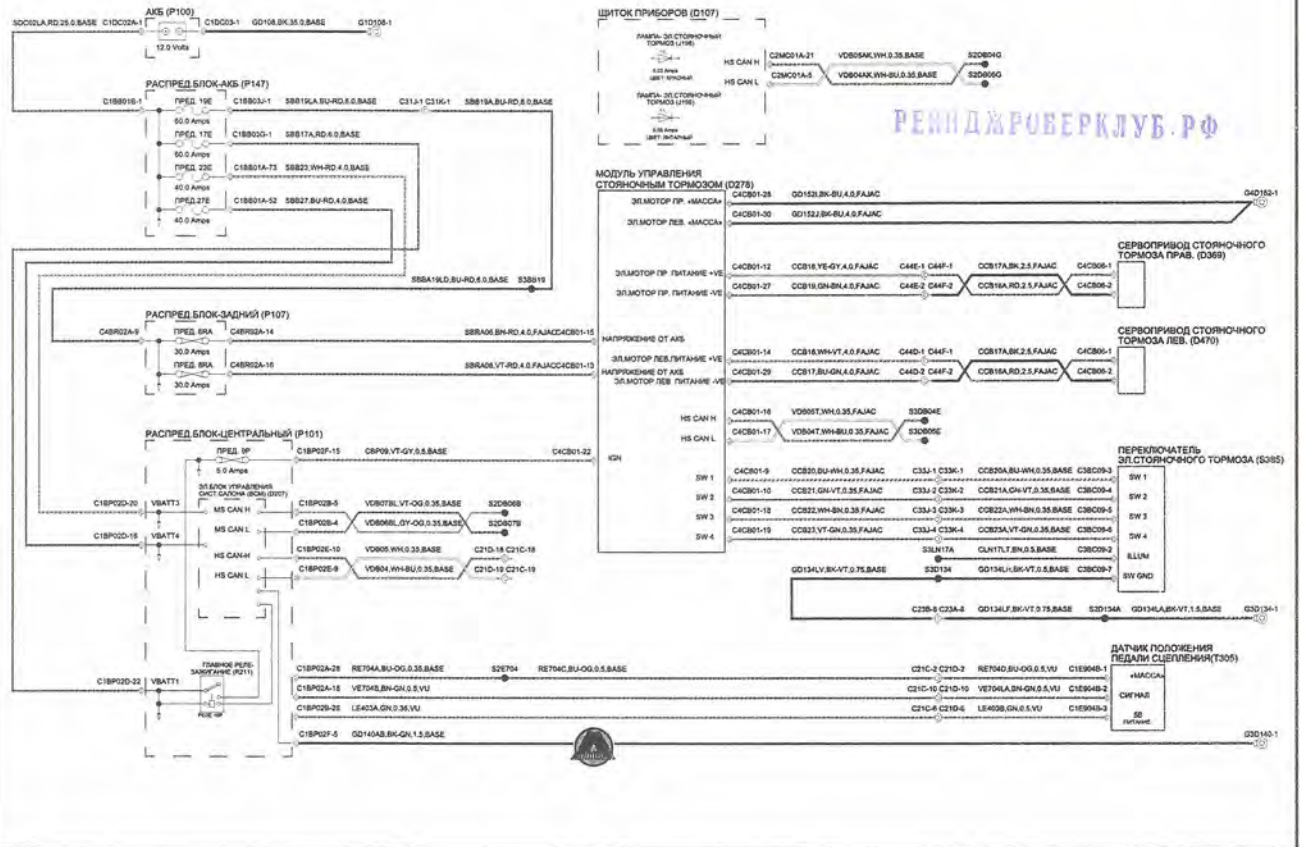 АКБ (P100)
SDC02LA,RD,25.0,BASE C1DC02A-1
C1DC03-1 GD108,BK,35.0,BASE G1D108-1
12.0 Volts
РАСПРЕД.БЛОК-АКБ (P147)
C1BB01B-1
ПРЕД. 19E C1BB03J-1 SBB19LA,BU-RD,6.0,BASE C31J-1 C31K-1 SBB19A,BU-RD,6.0,BASE
60.0 Amps
ПРЕД. 17E C1BB03G-1 SBB17A,RD,6.0,BASE
60.0 Amps
ПРЕД. 23E C1BB01A-73 SBB23,WH-RD,4.0,BASE
40.0 Amps
ПРЕД.27E C1BB01A-52 SBB27,BU-RD,4.0,BASE
40.0 Amps
SBBA19LD,BU-RD,6.0,BASE S3BB19
РАСПРЕД.БЛОК-ЗАДНИЙ (P107)
C4BR02A-9 ПРЕД. 6RA C4BR02A-14 SBRA06,BN-RD,4.0,FAJAC C4CB01-15
30.0 Amps
ПРЕД. 8RA C4BR02A-16 SBRA08,VT-RD,4.0,FAJAC C4CB01-13
30.0 Amps
РАСПРЕД.БЛОК-ЦЕНТРАЛЬНЫЙ (P101)
ПРЕД. 9P C1BP02F-15 CBP09,VT-GY,0.5,BASE C4CB01-22
5.0 Amps
ЭЛ.БЛОК УПРАВЛЕНИЯ
СИСТ.САЛОНА (BCM) (D207)
C1BP02D-20 VBATT3
MS CAN H C1BP02B-5 VDB07BL,VT-OG,0.35,BASE S2DB06B
MS CAN L C1BP02B-4 VDB06BL,GY-OG,0.35,BASE S2DB07B
C1BP02D-16 VBATT4
HS CAN-H C1BP02E-10 VDB05,WH,0.35,BASE C21D-18 C21C-18
HS CAN L C1BP02E-9 VDB04,WH-BU,0.35,BASE C21D-19 C21C-19
ГЛАВНОЕ РЕЛЕ-
ЗАЖИГАНИЕ (R211)
C1BP02D-22 VBATT1
C1BP02A-28 RE704A,BU-OG,0.35,BASE S2E704 RE704C,BU-OG,0.5,BASE C21C-2 C21D-2 RE704D,BU-OG,0.5,VU C1E904B-1
C1BP02A-18 VE704B,BN-GN,0.5,VU C21C-10 C21D-10 VE704LA,BN-GN,0.5,VU C1E904B-2
C1BP02B-28 LE403A,GN,0.35,VU C21C-6 C21D-6 LE403B,GN,0.5,VU C1E904B-3
C1BP02F-5 GD140AB,BK-GN,1.5,BASE G3D140-1
ЩИТОК ПРИБОРОВ (D107)
ЛАМПА- ЭЛ.СТОЯНОЧНЫЙ
HS CAN H C2MC01A-21 VDB05AK,WH,0.35,BASE S2DB04G
HS CAN L C2MC01A-5 VDB04AK,WH-BU,0.35,BASE S2DB05G
ЛАМПА- ЭЛ.СТОЯНОЧНЫЙ
РЕЙНДЖРОВЕРКЛУБ.РФ
МОДУЛЬ УПРАВЛЕНИЯ
СТОЯНОЧНЫМ ТОРМОЗОМ (D278)
ЭЛ.МОТОР ПР. «МАССА» C4CB01-28 GD152I,BK-BU,4.0,FAJAC G4D152-1
ЭЛ.МОТОР ЛЕВ. «МАССА» C4CB01-30 GD152J,BK-BU,4.0,FAJAC
ЭЛ.МОТОР ПР. ПИТАНИЕ +VE C4CB01-12 CCB18,YE-GY,4.0,FAJAC C44E-1 C44F-1 CCB17A,BK,2.5,FAJAC C4CB06-1
ЭЛ.МОТОР ПР. ПИТАНИЕ -VE C4CB01-27 CCB19,GN-BN,4.0,FAJAC C44E-2 C44F-2 CCB16A,RD,2.5,FAJAC C4CB06-2
СЕРВОПРИВОД СТОЯНОЧНОГО
ТОРМОЗА ПРАВ. (D369)
НАПРЯЖЕНИЕ ОТ АКБ
ЭЛ.МОТОР ЛЕВ.ПИТАНИЕ +VE C4CB01-14 CCB16,WH-VT,4.0,FAJAC C44D-1 C44F-1 CCB17A,BK,2.5,FAJAC C4CB06-1
НАПРЯЖЕНИЕ ОТ АКБ
ЭЛ.МОТОР ЛЕВ. ПИТАНИЕ -VE C4CB01-29 CCB17,BU-GN,4.0,FAJAC C44D-2 C44F-2 CCB16A,RD,2.5,FAJAC C4CB06-2
СЕРВОПРИВОД СТОЯНОЧНОГО
ТОРМОЗА ЛЕВ. (D470)
HS CAN H C4CB01-16 VDB05T,WH,0.35,FAJAC S3DB04E
HS CAN L C4CB01-17 VDB04T,WH-BU,0.35,FAJAC S3DB05E
IGN
ПЕРЕКЛЮЧАТЕЛЬ
ЭЛ.СТОЯНОЧНОГО ТОРМОЗА (S385)
SW 1 C4CB01-9 CCB20,BU-WH,0.35,FAJAC C33J-1 C33K-1 CCB20A,BU-WH,0.35,BASE C3BC09-3 SW 1
SW 2 C4CB01-10 CCB21,GN-VT,0.35,FAJAC C33J-2 C33K-2 CCB21A,GN-VT,0.35,BASE C3BC09-4 SW 2
SW 3 C4CB01-18 CCB22,WH-BN,0.35,FAJAC C33J-3 C33K-3 CCB22A,WH-BN,0.35,BASE C3BC09-5 SW 3
SW 4 C4CB01-19 CCB23,VT-GN,0.35,FAJAC C33J-4 C33K-4 CCB23A,VT-GN,0.35,BASE C3BC09-6 SW 4
S3LN17A CLN17LT,BN,0.5,BASE C3BC09-2 ILLUM
GD134LV,BK-VT,0.75,BASE S3D134 GD134LH,BK-VT,0.5,BASE C3BC09-7 SW GND
C23B-8 C23A-8 GD134LF,BK-VT,0.75,BASE S2D134A GD134LA,BK-VT,1.5,BASE G3D134-1
ДАТЧИК ПОЛОЖЕНИЯ
ПЕДАЛИ СЦЕПЛЕНИЯ(T305)
«МАССА»
СИГНАЛ
5В
ПИТАНИЕ